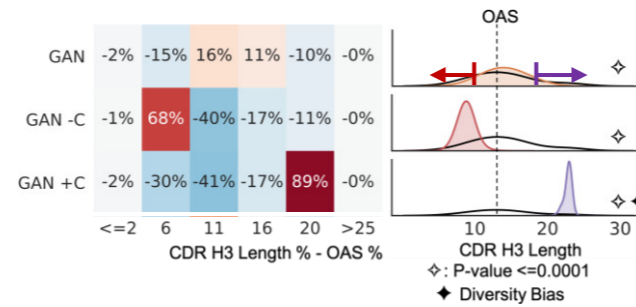 OAS
GAN -2% -15% 16% 11% -10% -0%
GAN -C -1% 68% -40% -17% -11% -0%
GAN +C -2% -30% -41% -17% 89% -0%
<=2 6 11 16 20 >25
10 20 30
CDR H3 Length % - OAS %
CDR H3 Length
✧: P-value <=0.0001
✦ Diversity Bias